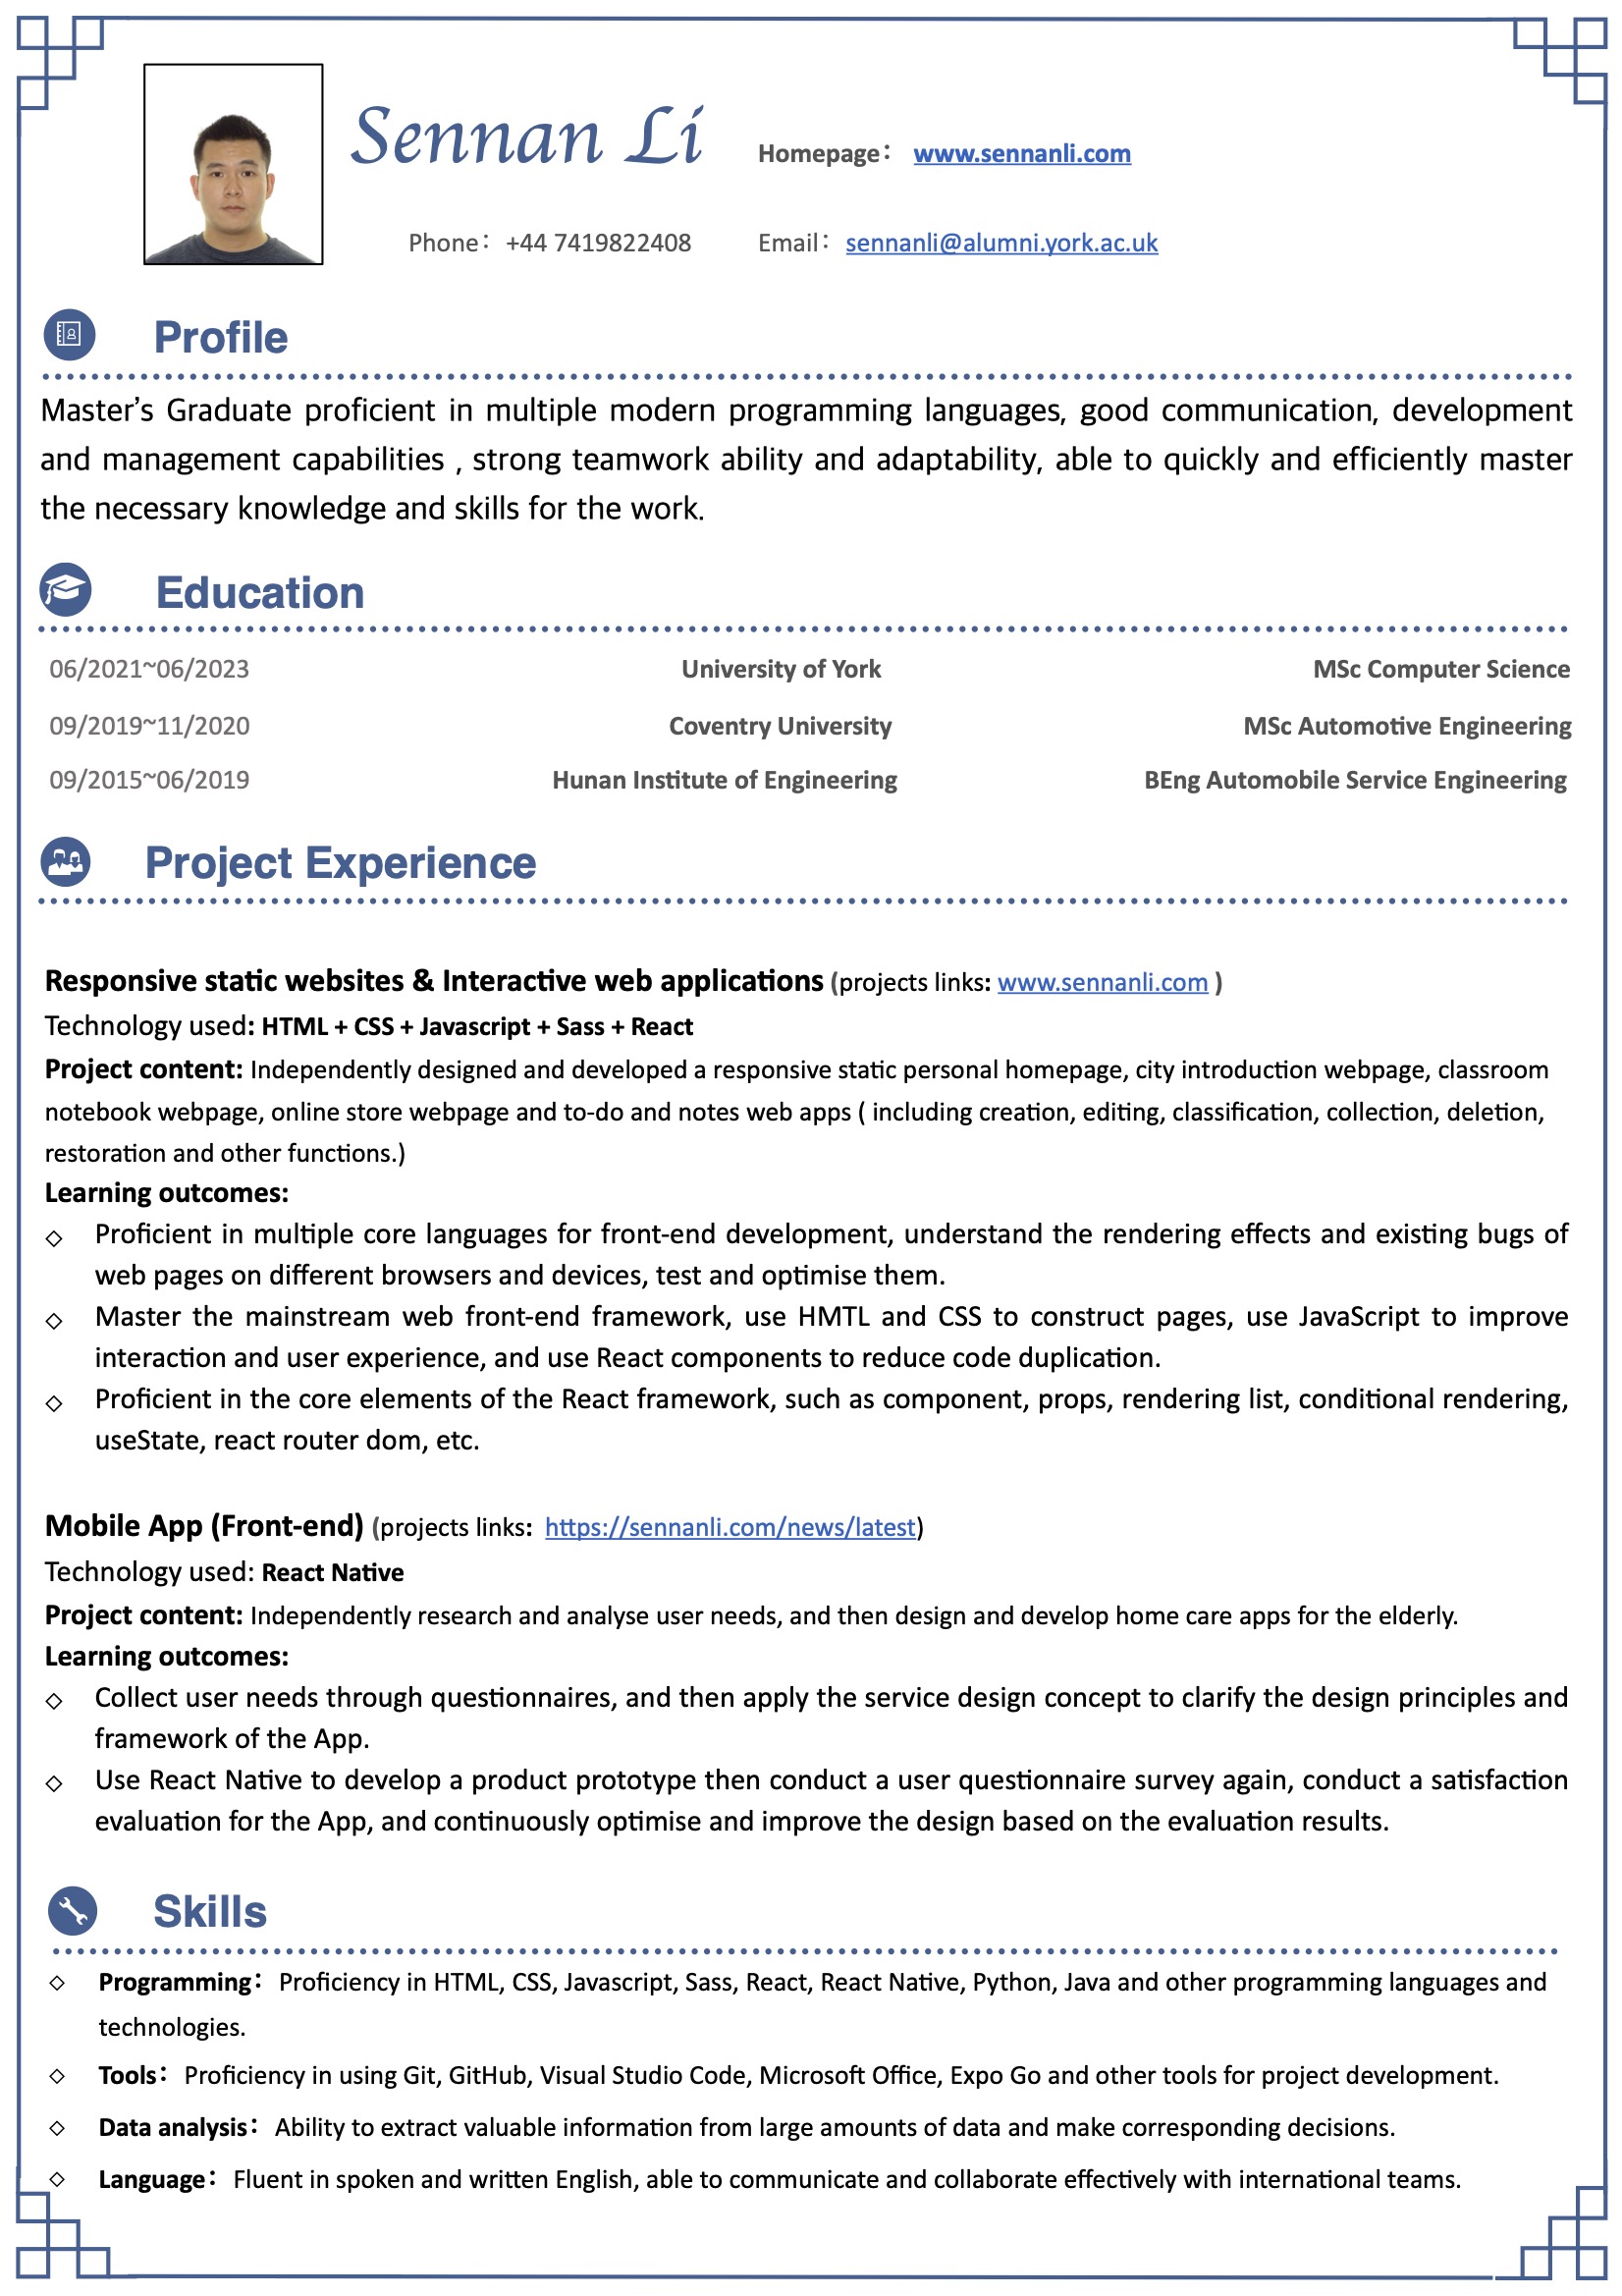 Sennan Li
Homepage： www.sennanli.com
Phone：+44 7419822408
Email：sennanli@alumni.york.ac.uk
Profile
Master’s Graduate proficient in multiple modern programming languages, good communication, development
and management capabilities , strong teamwork ability and adaptability, able to quickly and efficiently master
the necessary knowledge and skills for the work.
Education
06/2021~06/2023 University of York MSc Computer Science
09/2019~11/2020 Coventry University MSc Automotive Engineering
09/2015~06/2019 Hunan Institute of Engineering BEng Automobile Service Engineering
Project Experience
Responsive static websites & Interactive web applications (projects links: www.sennanli.com )
Technology used: HTML + CSS + Javascript + Sass + React
Project content: Independently designed and developed a responsive static personal homepage, city introduction webpage, classroom
notebook webpage, online store webpage and to-do and notes web apps ( including creation, editing, classification, collection, deletion,
restoration and other functions.)
Learning outcomes:
◇ Proficient in multiple core languages for front-end development, understand the rendering effects and existing bugs of
web pages on different browsers and devices, test and optimise them.
◇ Master the mainstream web front-end framework, use HMTL and CSS to construct pages, use JavaScript to improve
interaction and user experience, and use React components to reduce code duplication.
◇ Proficient in the core elements of the React framework, such as component, props, rendering list, conditional rendering,
useState, react router dom, etc.
Mobile App (Front-end) (projects links: https://sennanli.com/news/latest)
Technology used: React Native
Project content: Independently research and analyse user needs, and then design and develop home care apps for the elderly.
Learning outcomes:
◇ Collect user needs through questionnaires, and then apply the service design concept to clarify the design principles and
framework of the App.
◇ Use React Native to develop a product prototype then conduct a user questionnaire survey again, conduct a satisfaction
evaluation for the App, and continuously optimise and improve the design based on the evaluation results.
Skills
◇ Programming：Proficiency in HTML, CSS, Javascript, Sass, React, React Native, Python, Java and other programming languages and
technologies.
◇ Tools：Proficiency in using Git, GitHub, Visual Studio Code, Microsoft Office, Expo Go and other tools for project development.
◇ Data analysis：Ability to extract valuable information from large amounts of data and make corresponding decisions.
◇ Language：Fluent in spoken and written English, able to communicate and collaborate effectively with international teams.